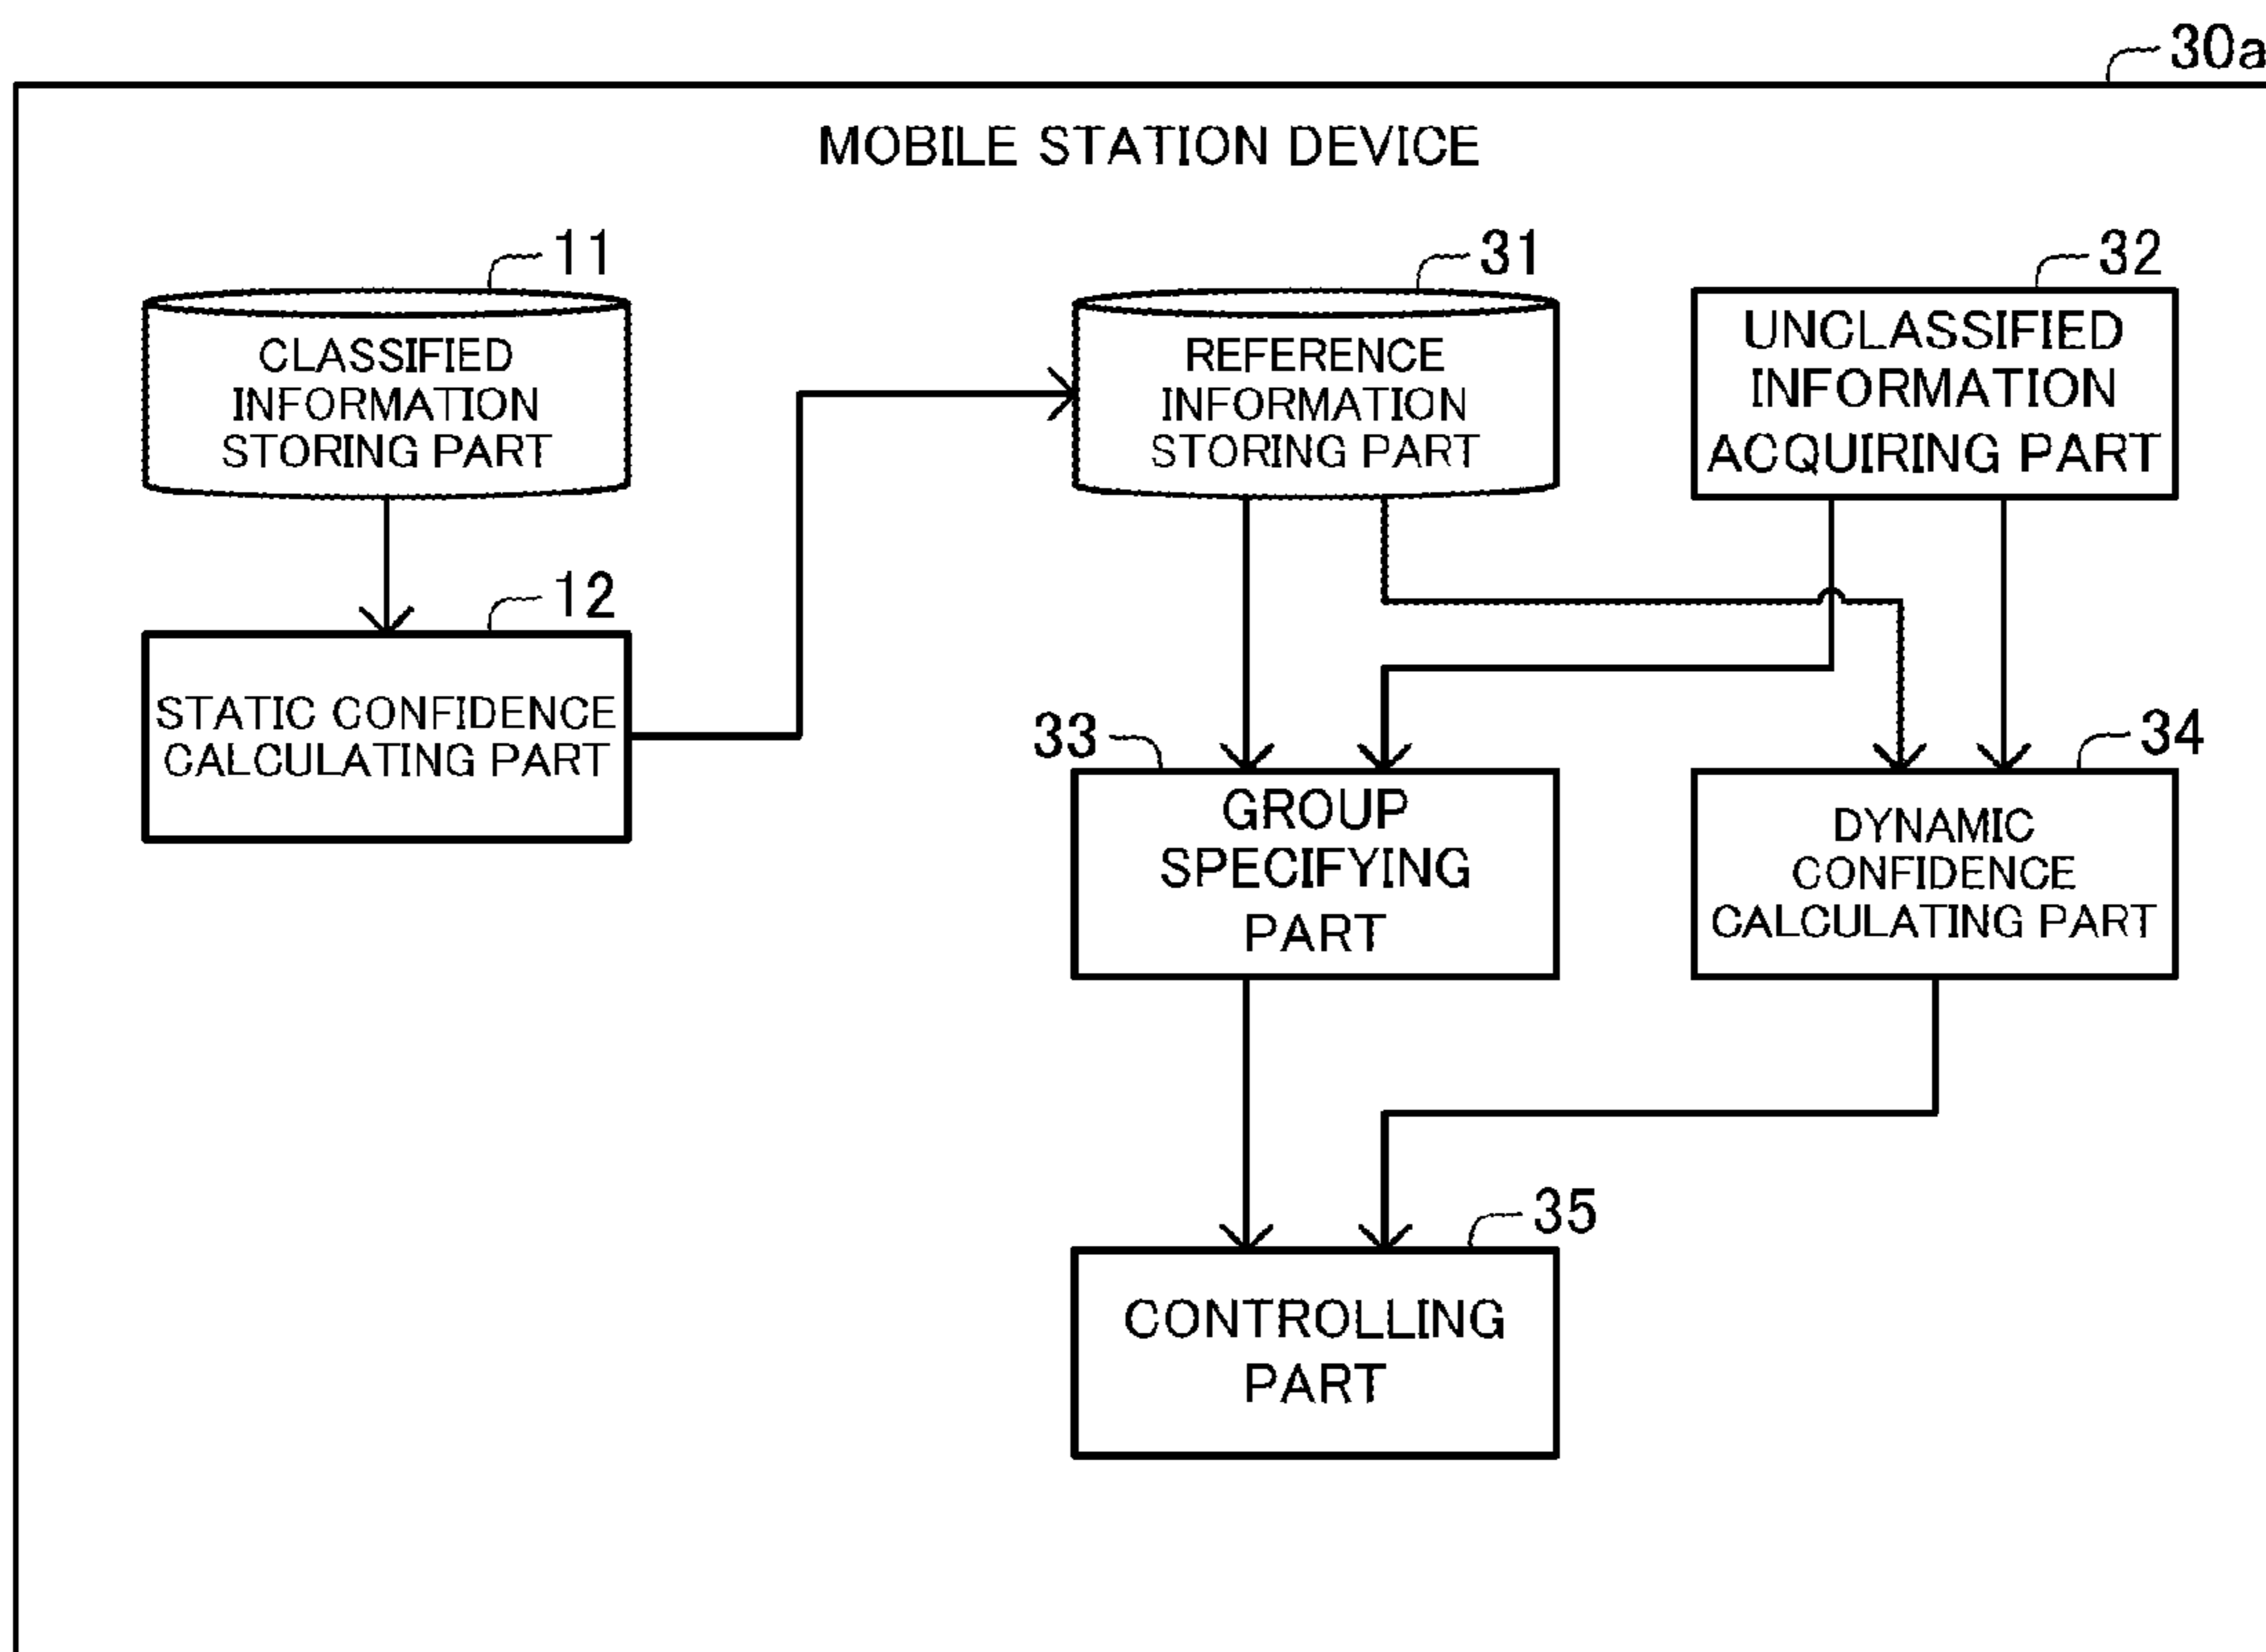 30a
MOBILE STATION DEVICE
11
CLASSIFIED
INFORMATION
STORING PART
31
REFERENCE
INFORMATION
STORING PART
32
UNCLASSIFIED
INFORMATION
ACQUIRING PART
12
STATIC CONFIDENCE
CALCULATING PART
33
GROUP
SPECIFYING
PART
34
DYNAMIC
CONFIDENCE
CALCULATING PART
35
CONTROLLING
PART